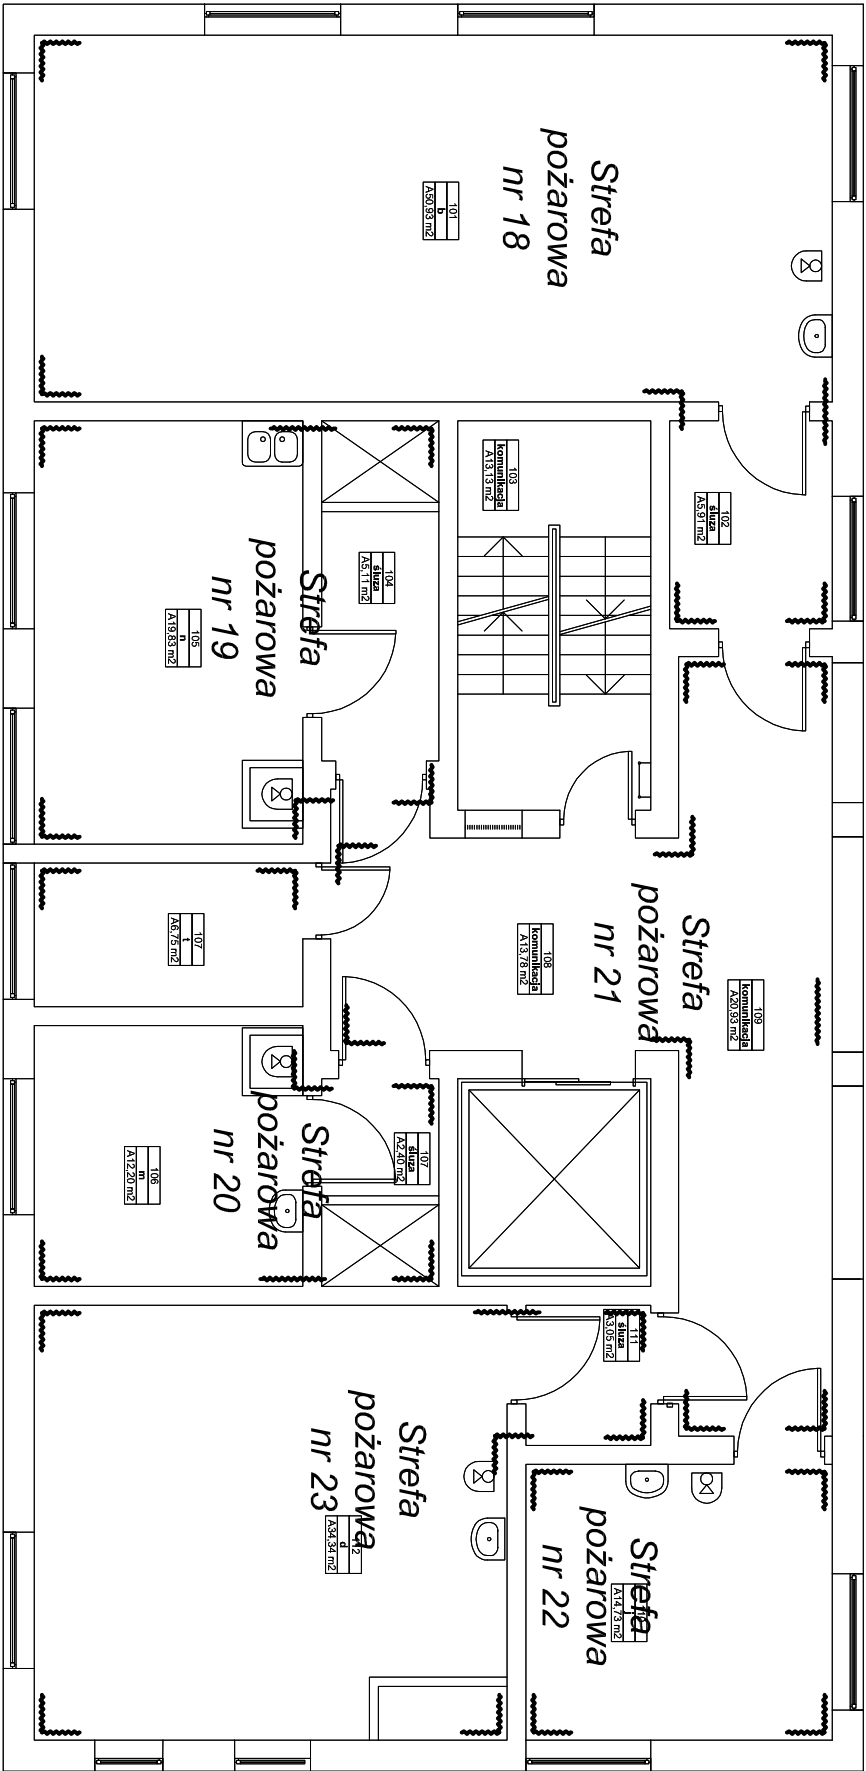 Strefa
pożarowa
nr 18
101
b
A50,93 m2
102
śluza
A5,91 m2
103
komunikacja
A13,13 m2
104
śluza
A5,11 m2
Strefa
pożarowa
nr 19
105
n
A19,83 m2
107
t
A6,75 m2
108
komunikacja
A13,78 m2
Strefa
pożarowa
nr 21
109
komunikacja
A20,93 m2
Strefa
pożarowa
nr 20
106
m
A12,20 m2
107
śluza
A2,40 m2
111
śluza
A3,05 m2
Strefa
pożarowa
nr 23
112
d
A34,34 m2
Strefa
pożarowa
nr 22
A14,73 m2